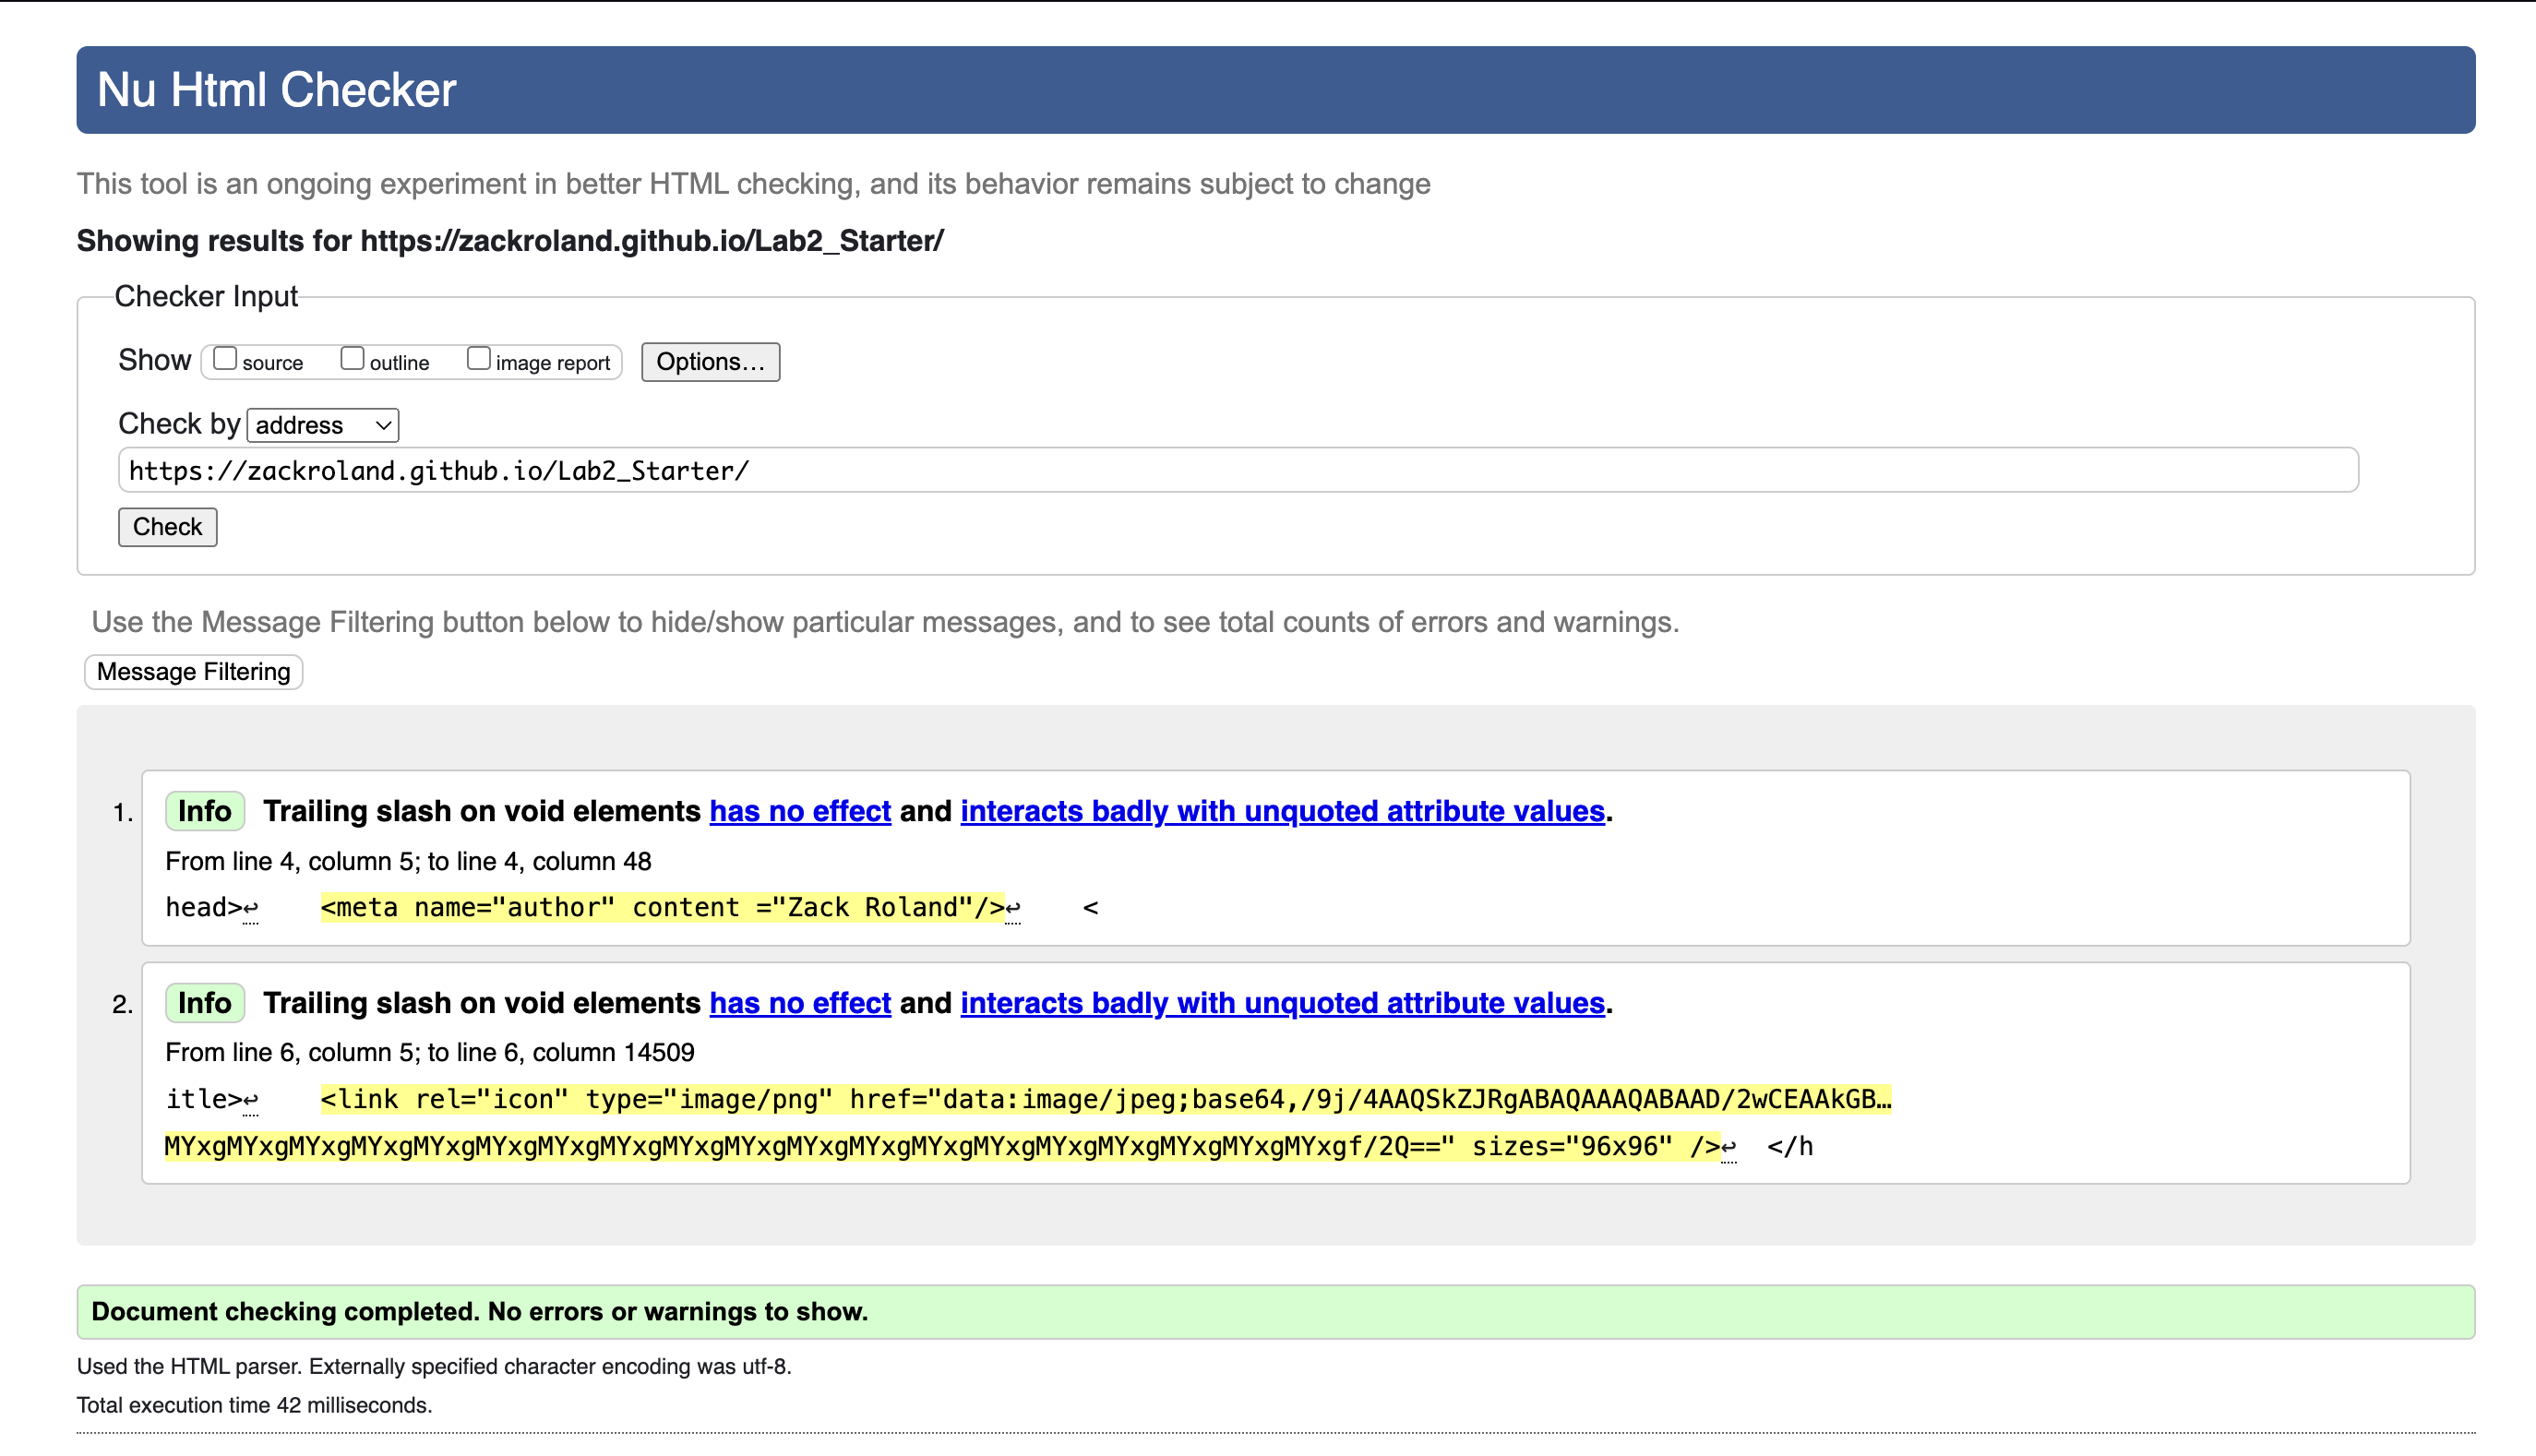 Nu Html Checker
This tool is an ongoing experiment in better HTML checking, and its behavior remains subject to change
Showing results for https://zackroland.github.io/Lab2_Starter/
Checker Input
Show source outline image report Options...
Check by address
https://zackroland.github.io/Lab2_Starter/
Check
Use the Message Filtering button below to hide/show particular messages, and to see total counts of errors and warnings.
Message Filtering
1. Info Trailing slash on void elements has no effect and interacts badly with unquoted attribute values.
From line 4, column 5; to line 4, column 48
head>↩ <meta name="author" content ="Zack Roland"/>↩ <
2. Info Trailing slash on void elements has no effect and interacts badly with unquoted attribute values.
From line 6, column 5; to line 6, column 14509
itle>↩ <link rel="icon" type="image/png" href="data:image/jpeg;base64,/9j/4AAQSkZJRgABAQAAAQABAAD/2wCEAAkGB…
MYxgMYxgMYxgMYxgMYxgMYxgMYxgMYxgMYxgMYxgMYxgMYxgMYxgMYxgMYxgMYxgMYxgMYxgMYxgf/2Q==" sizes="96x96" />↩ </h
Document checking completed. No errors or warnings to show.
Used the HTML parser. Externally specified character encoding was utf-8.
Total execution time 42 milliseconds.